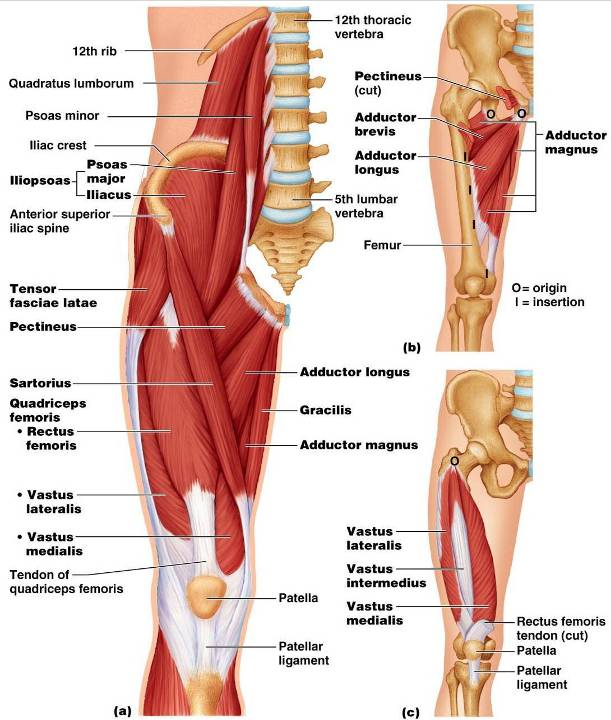 12th thoracic
vertebra
12th rib
Quadratus lumborum
Psoas minor
Iliac crest
Psoas
major
Iliopsoas
Iliacus
Anterior superior
iliac spine
5th lumbar
vertebra
Tensor
fasciae latae
Pectineus
Sartorius
Quadriceps
femoris
• Rectus
femoris
• Vastus
lateralis
• Vastus
medialis
Tendon of
quadriceps femoris
Adductor longus
Gracilis
Adductor magnus
Patella
Patellar
ligament
(a)
Pectineus
(cut)
Adductor
brevis
Adductor
longus
Adductor
magnus
Femur
O
O
I
I
I
I
O = origin
I = insertion
(b)
O
Vastus
lateralis
Vastus
intermedius
Vastus
medialis
Rectus femoris
tendon (cut)
Patella
Patellar
ligament
(c)